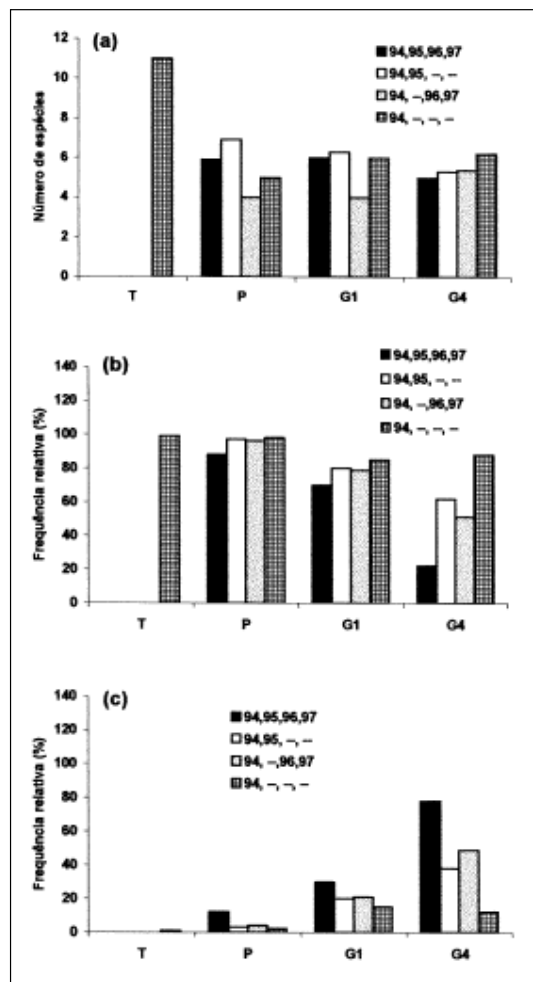 (a)
Número de espécies
12
10
8
6
4
2
0
94,95,96,97
94,95, --, --
94, --,96,97
94, --, --, --
T P G1 G4
(b)
Frequência relativa (%)
140
120
100
80
60
40
20
0
94,95,96,97
94,95, --, --
94, --,96,97
94, --, --, --
T P G1 G4
(c)
Frequência relativa (%)
140
120
100
80
60
40
20
0
94,95,96,97
94,95, --, --
94, --,96,97
94, --, --, --
T P G1 G4